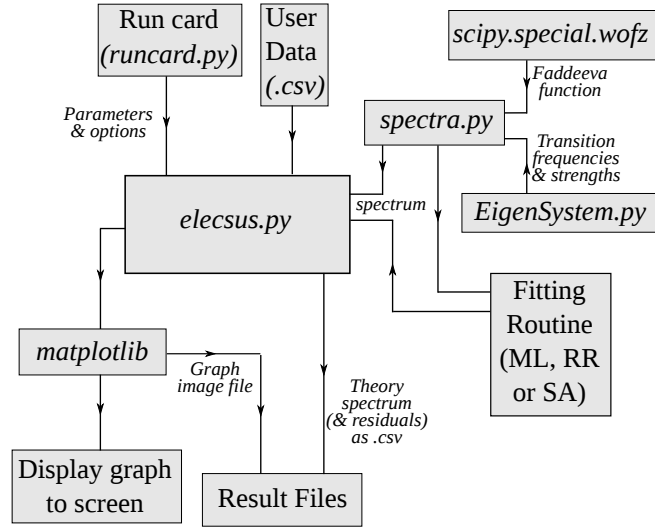 Run card
(runcard.py)
User
Data
(.csv)
scipy.special.wofz
Faddeeva
function
Parameters
& options
spectra.py
Transition
frequencies
& strengths
spectrum
elecsus.py
EigenSystem.py
Fitting
Routine
(ML, RR
or SA)
matplotlib
Graph
image file
Theory
spectrum
(& residuals)
as .csv
Display graph
to screen
Result Files